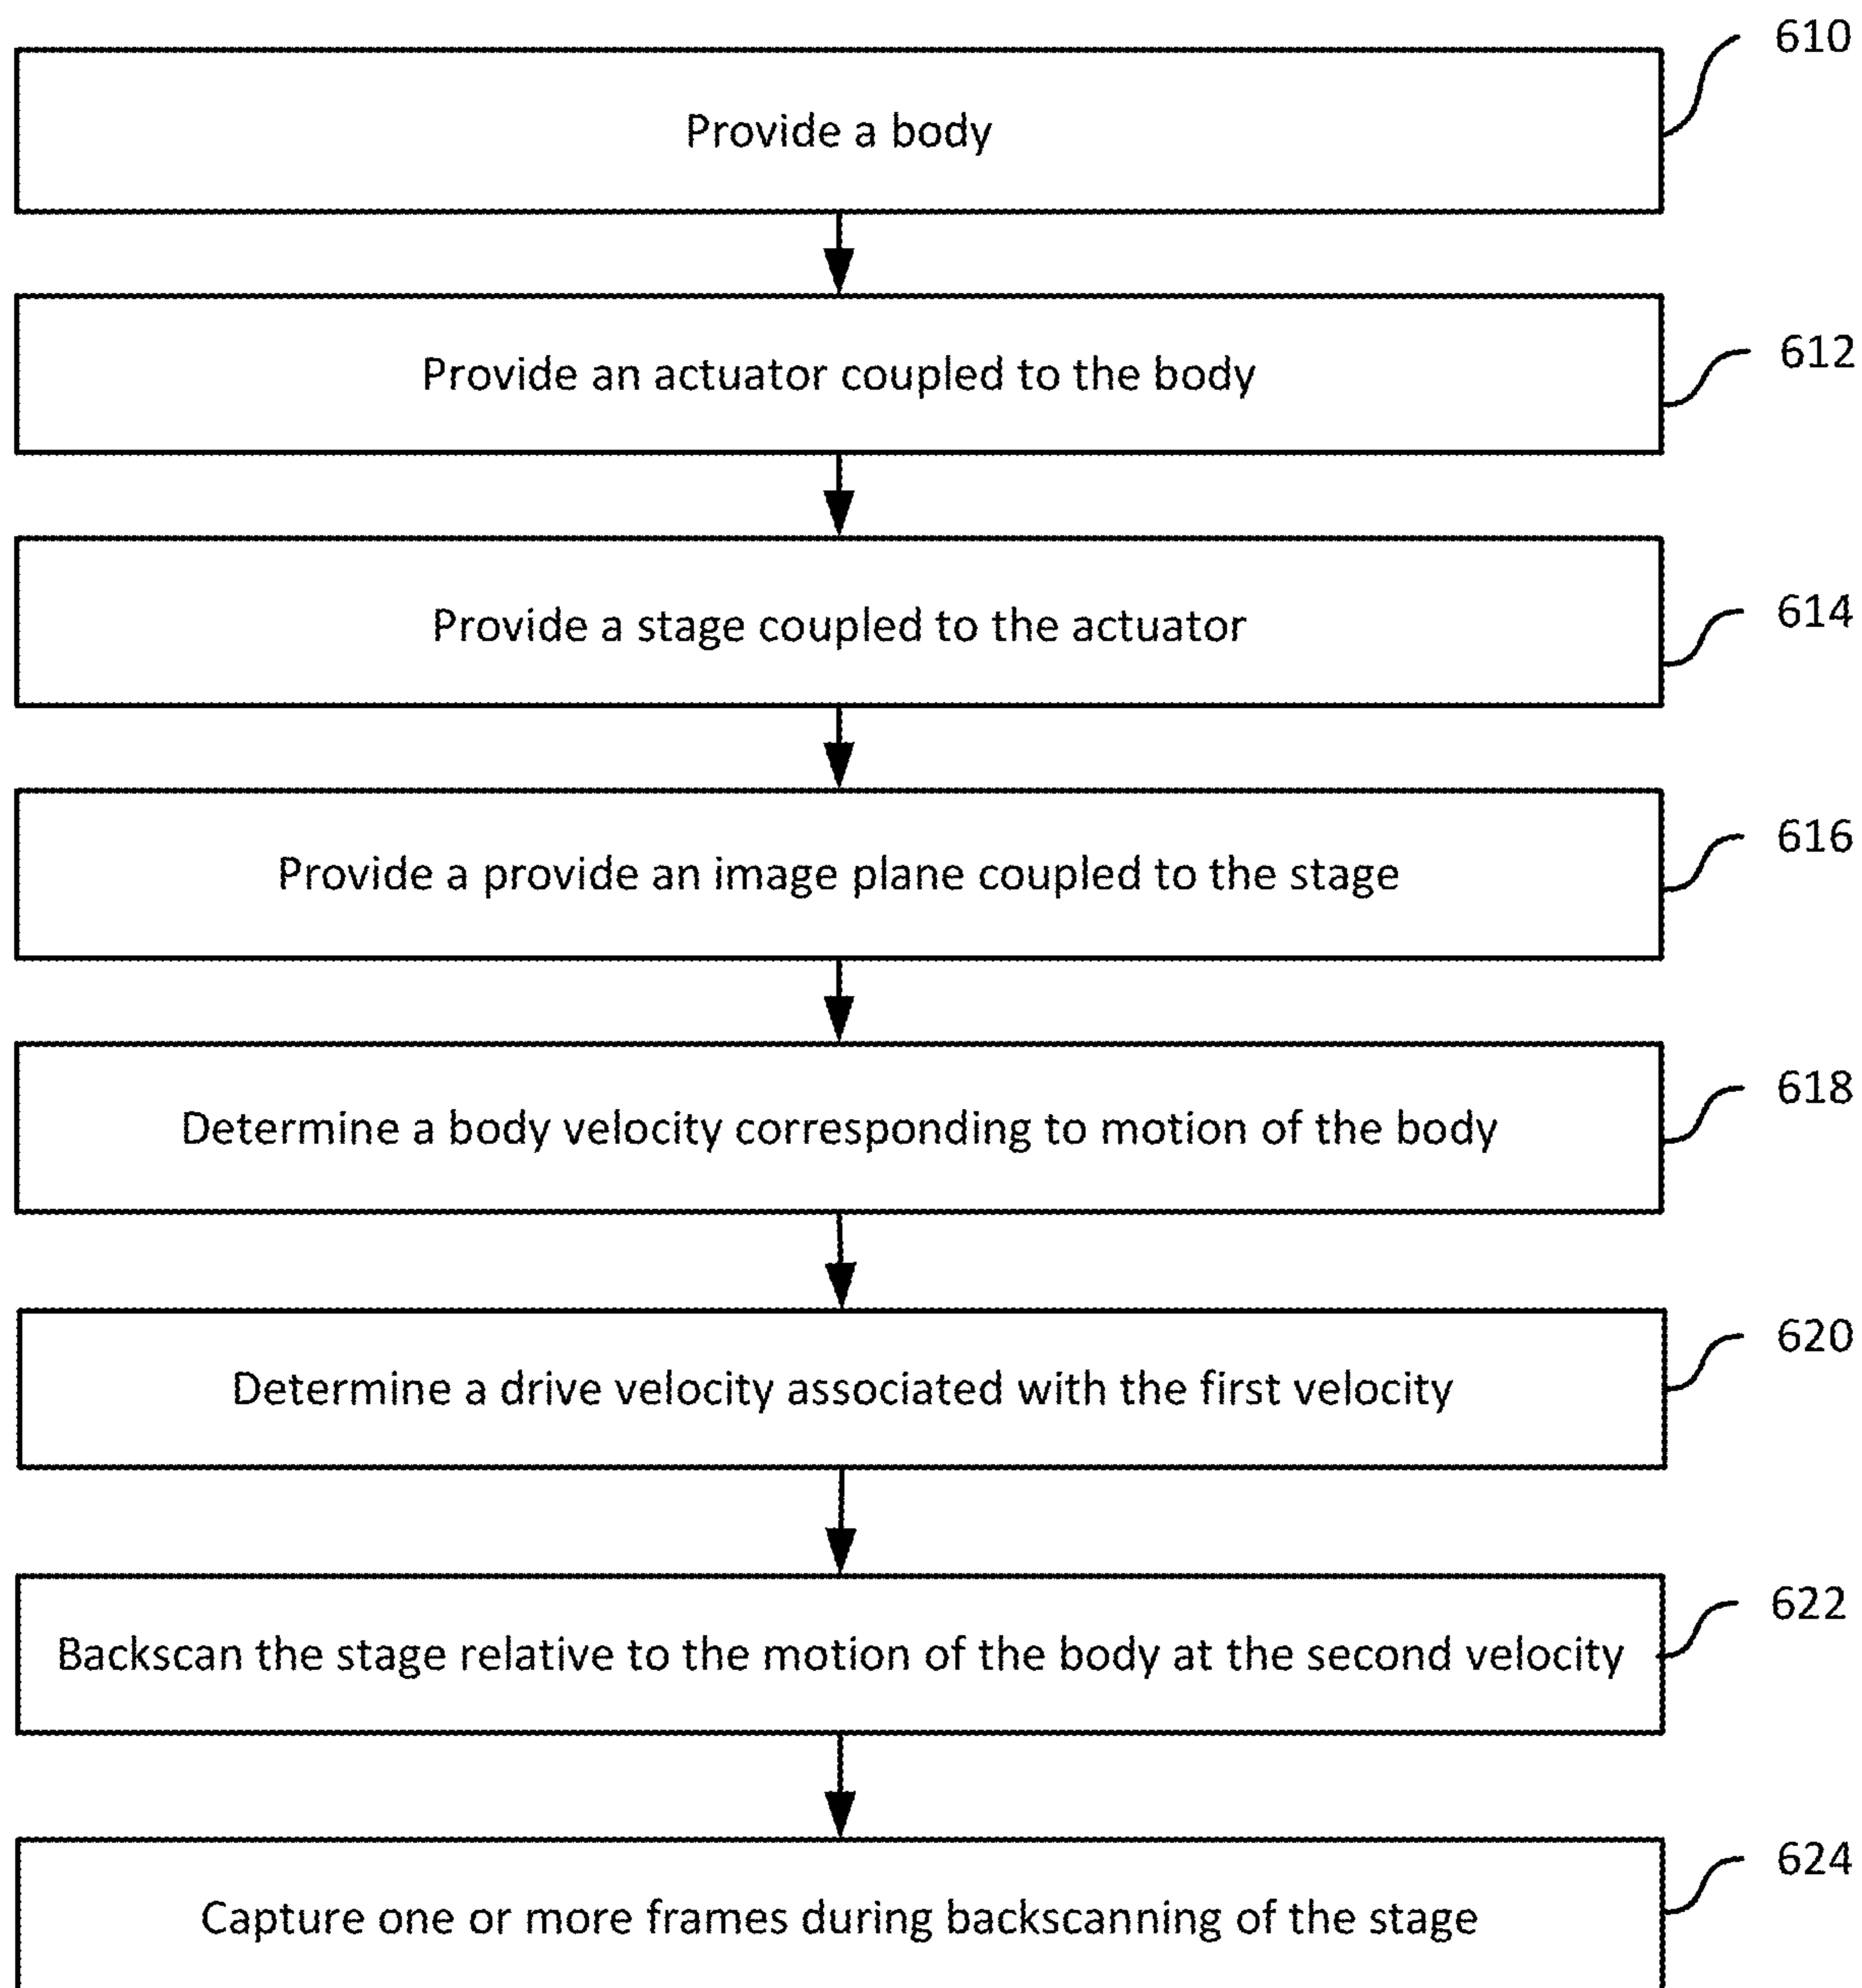 610
Provide a body
612
Provide an actuator coupled to the body
614
Provide a stage coupled to the actuator
616
Provide a provide an image plane coupled to the stage
618
Determine a body velocity corresponding to motion of the body
620
Determine a drive velocity associated with the first velocity
622
Backscan the stage relative to the motion of the body at the second velocity
624
Capture one or more frames during backscanning of the stage